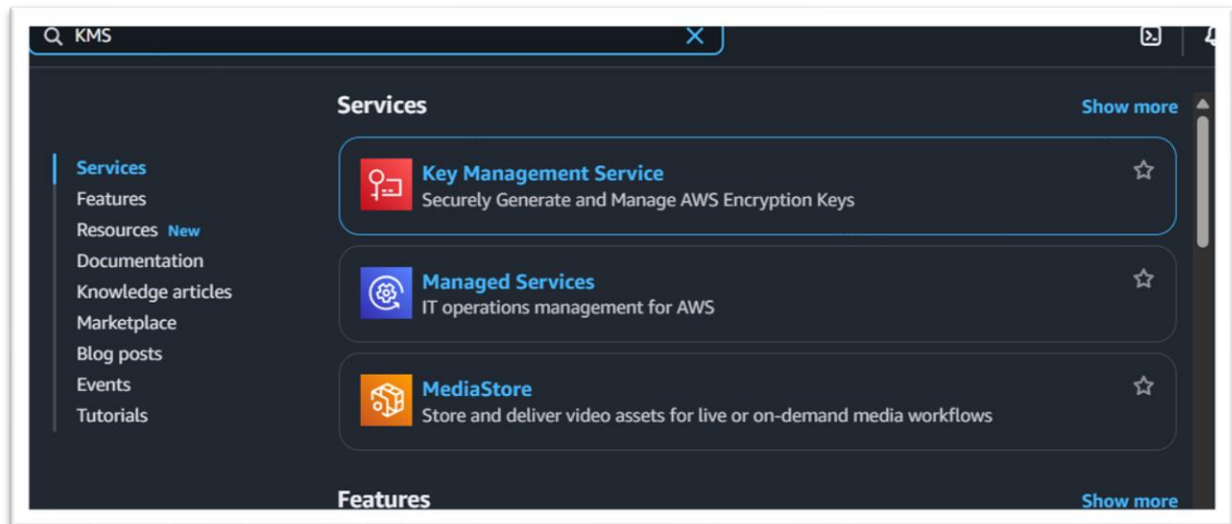 KMS
Services
Features
Resources New
Documentation
Knowledge articles
Marketplace
Blog posts
Events
Tutorials
Services
Show more
Key Management Service
Securely Generate and Manage AWS Encryption Keys
Managed Services
IT operations management for AWS
MediaStore
Store and deliver video assets for live or on-demand media workflows
Features
Show more